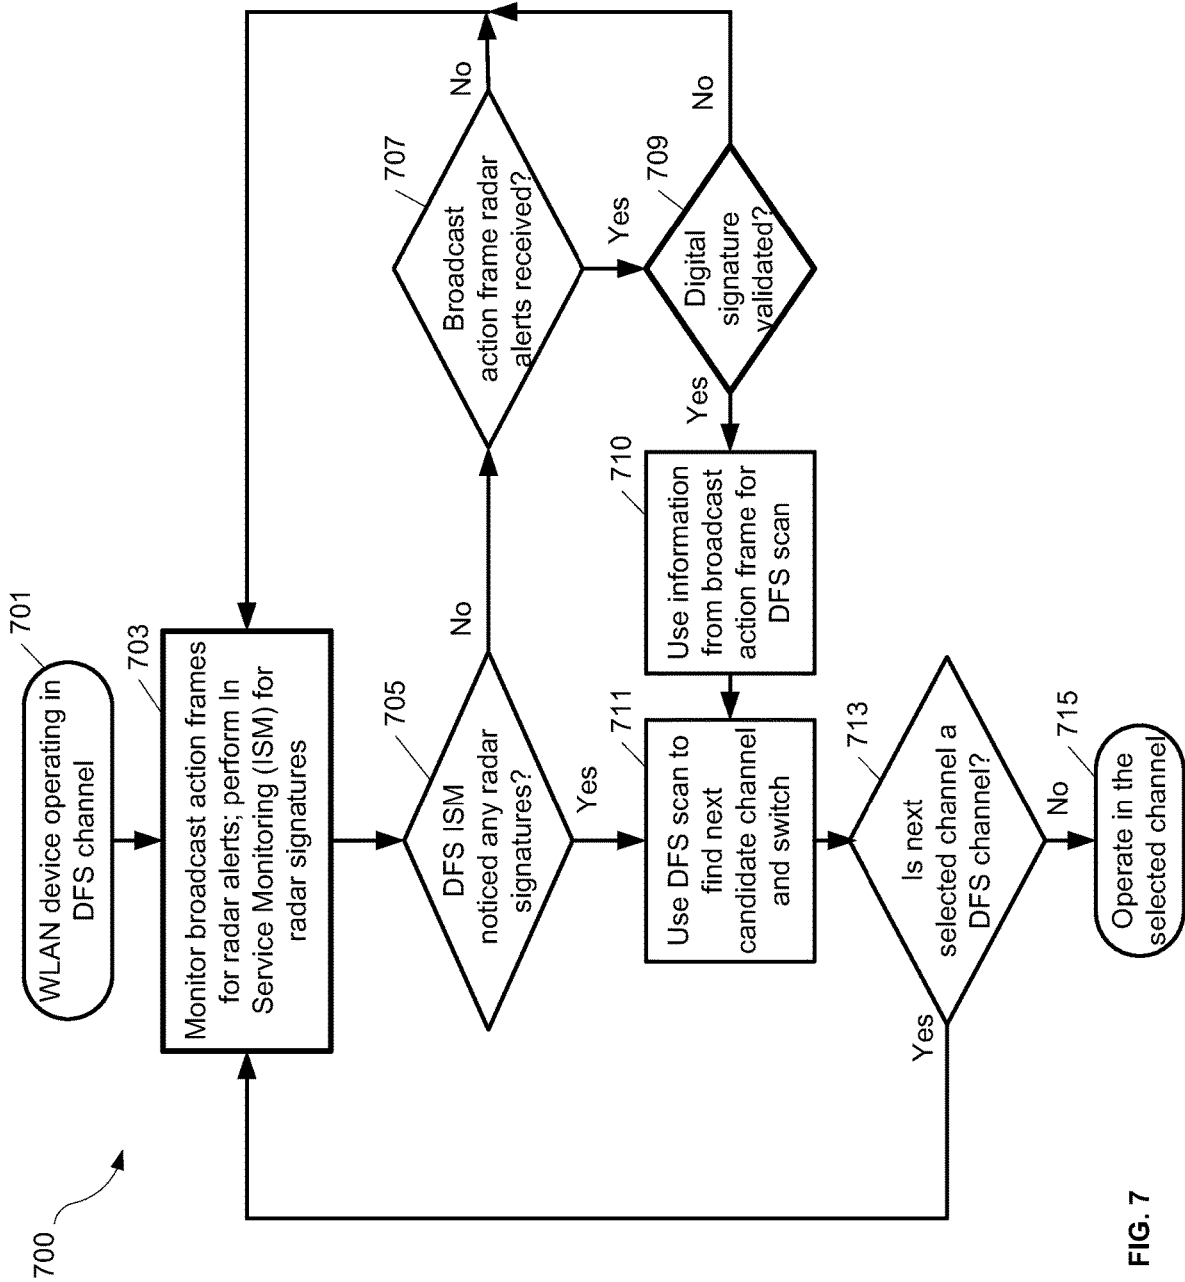 700
701
WLAN device operating in
DFS channel
703
Monitor broadcast action frames
for radar alerts; perform In
Service Monitoring (ISM) for
radar signatures
705
DFS ISM
noticed any radar
signatures?
No
Yes
707
Broadcast
action frame radar
alerts received?
No
Yes
709
Digital
signature
validated?
No
Yes
710
Use information
from broadcast
action frame for
DFS scan
711
Use DFS scan to
find next
candidate channel
and switch
713
Is next
selected channel a
DFS channel?
Yes
No
715
Operate in the
selected channel
FIG. 7